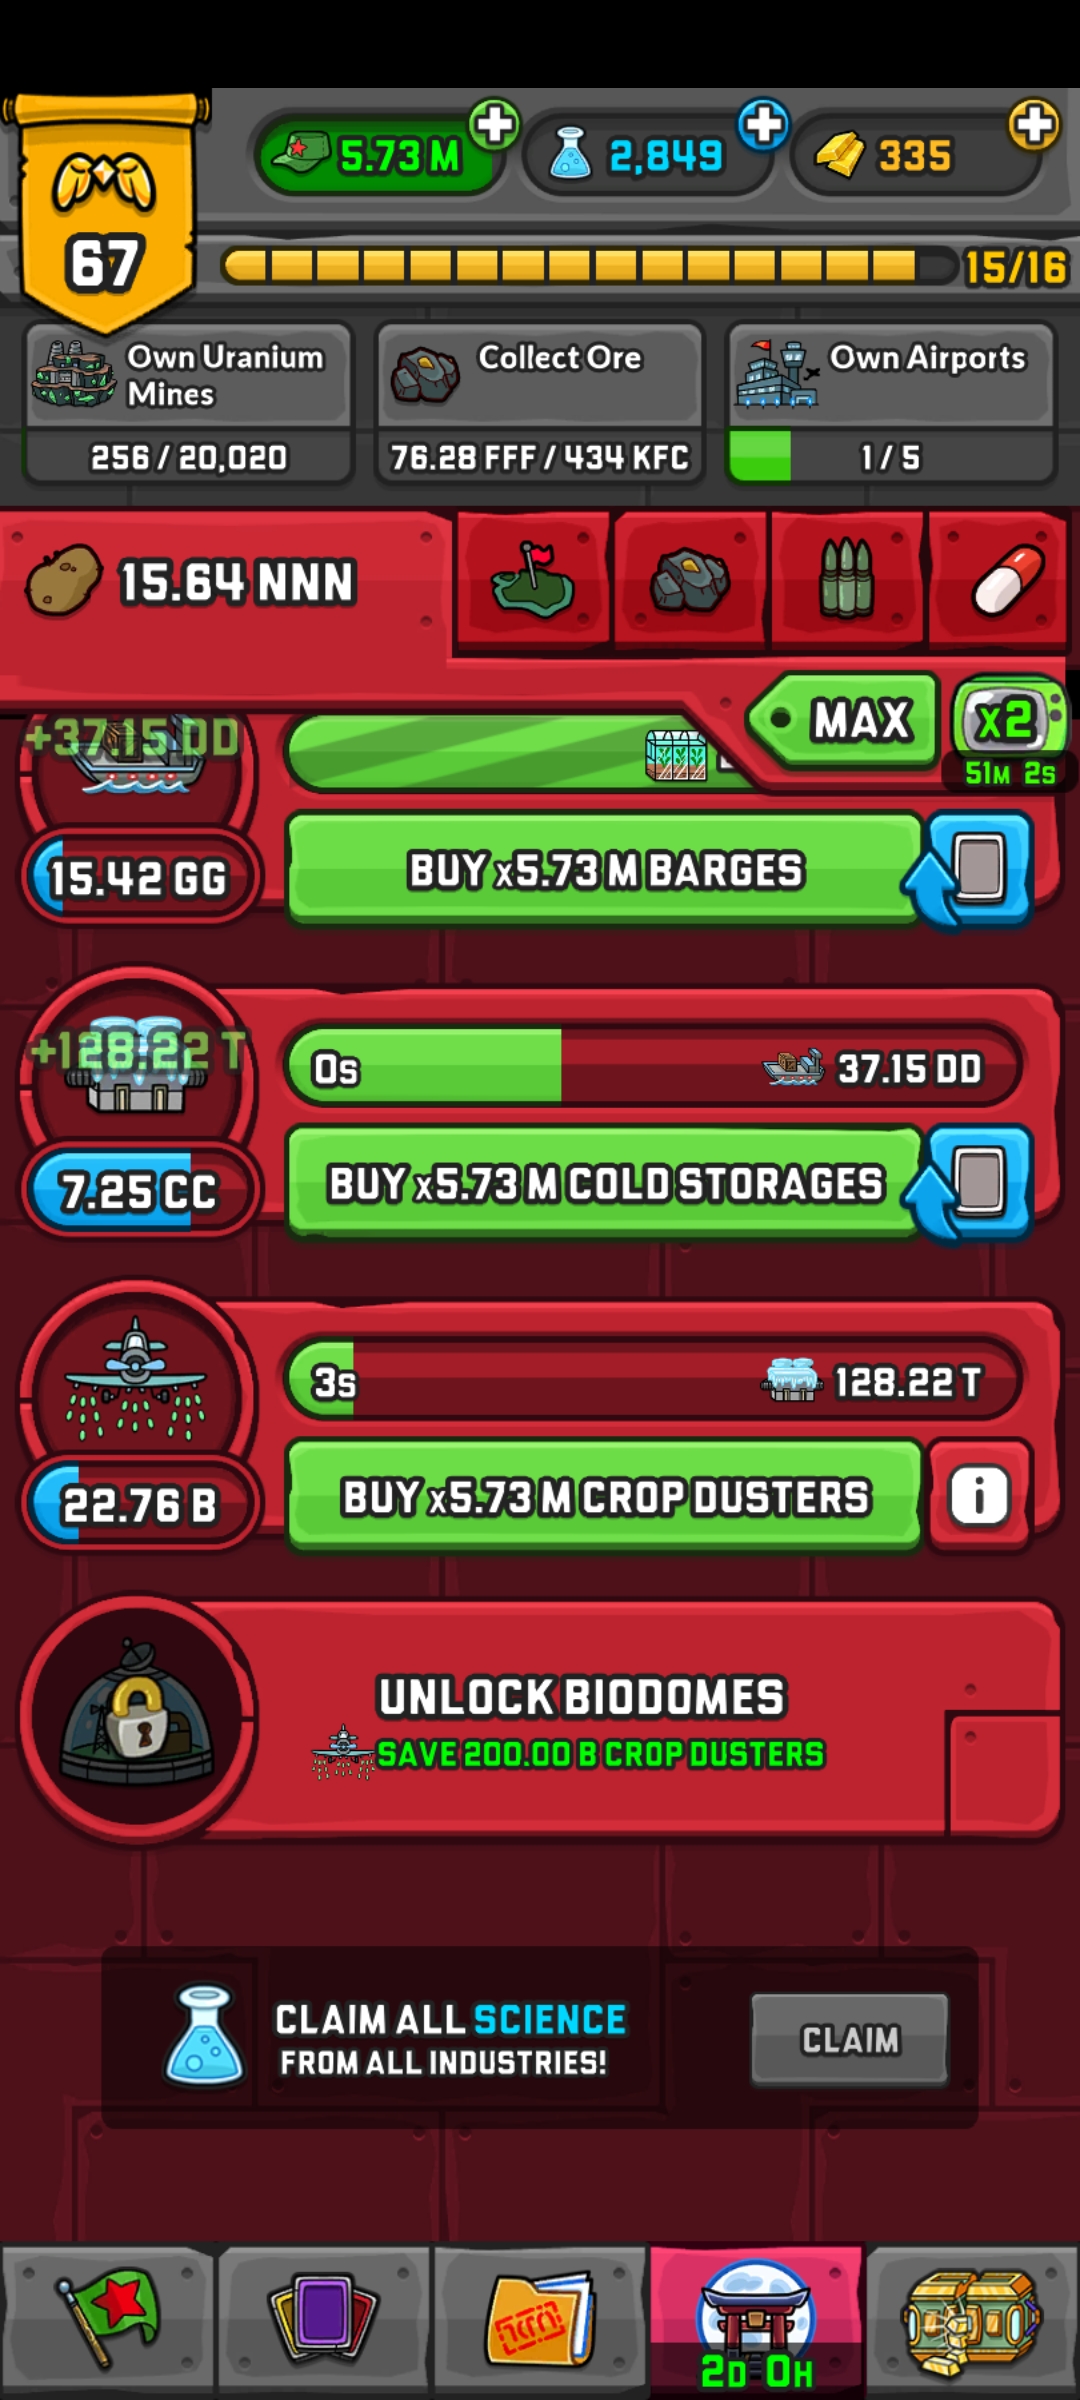 5.73 M
2,849
335
67
15/16
Own Uranium
Mines
256 / 20,020
Collect Ore
76.28 FFF / 434 KFC
Own Airports
1 / 5
15.64 NNN
MAX
x2
51M 2S
+37.15 DD
15.42 GG
BUY x5.73 M BARGES
+128.22 T
0s
37.15 DD
7.25 CC
BUY x5.73 M COLD STORAGES
3s
128.22 T
22.76 B
BUY x5.73 M CROP DUSTERS
i
UNLOCK BIODOMES
SAVE 200.00 B CROP DUSTERS
CLAIM ALL SCIENCE
FROM ALL INDUSTRIES!
CLAIM
2D 0H